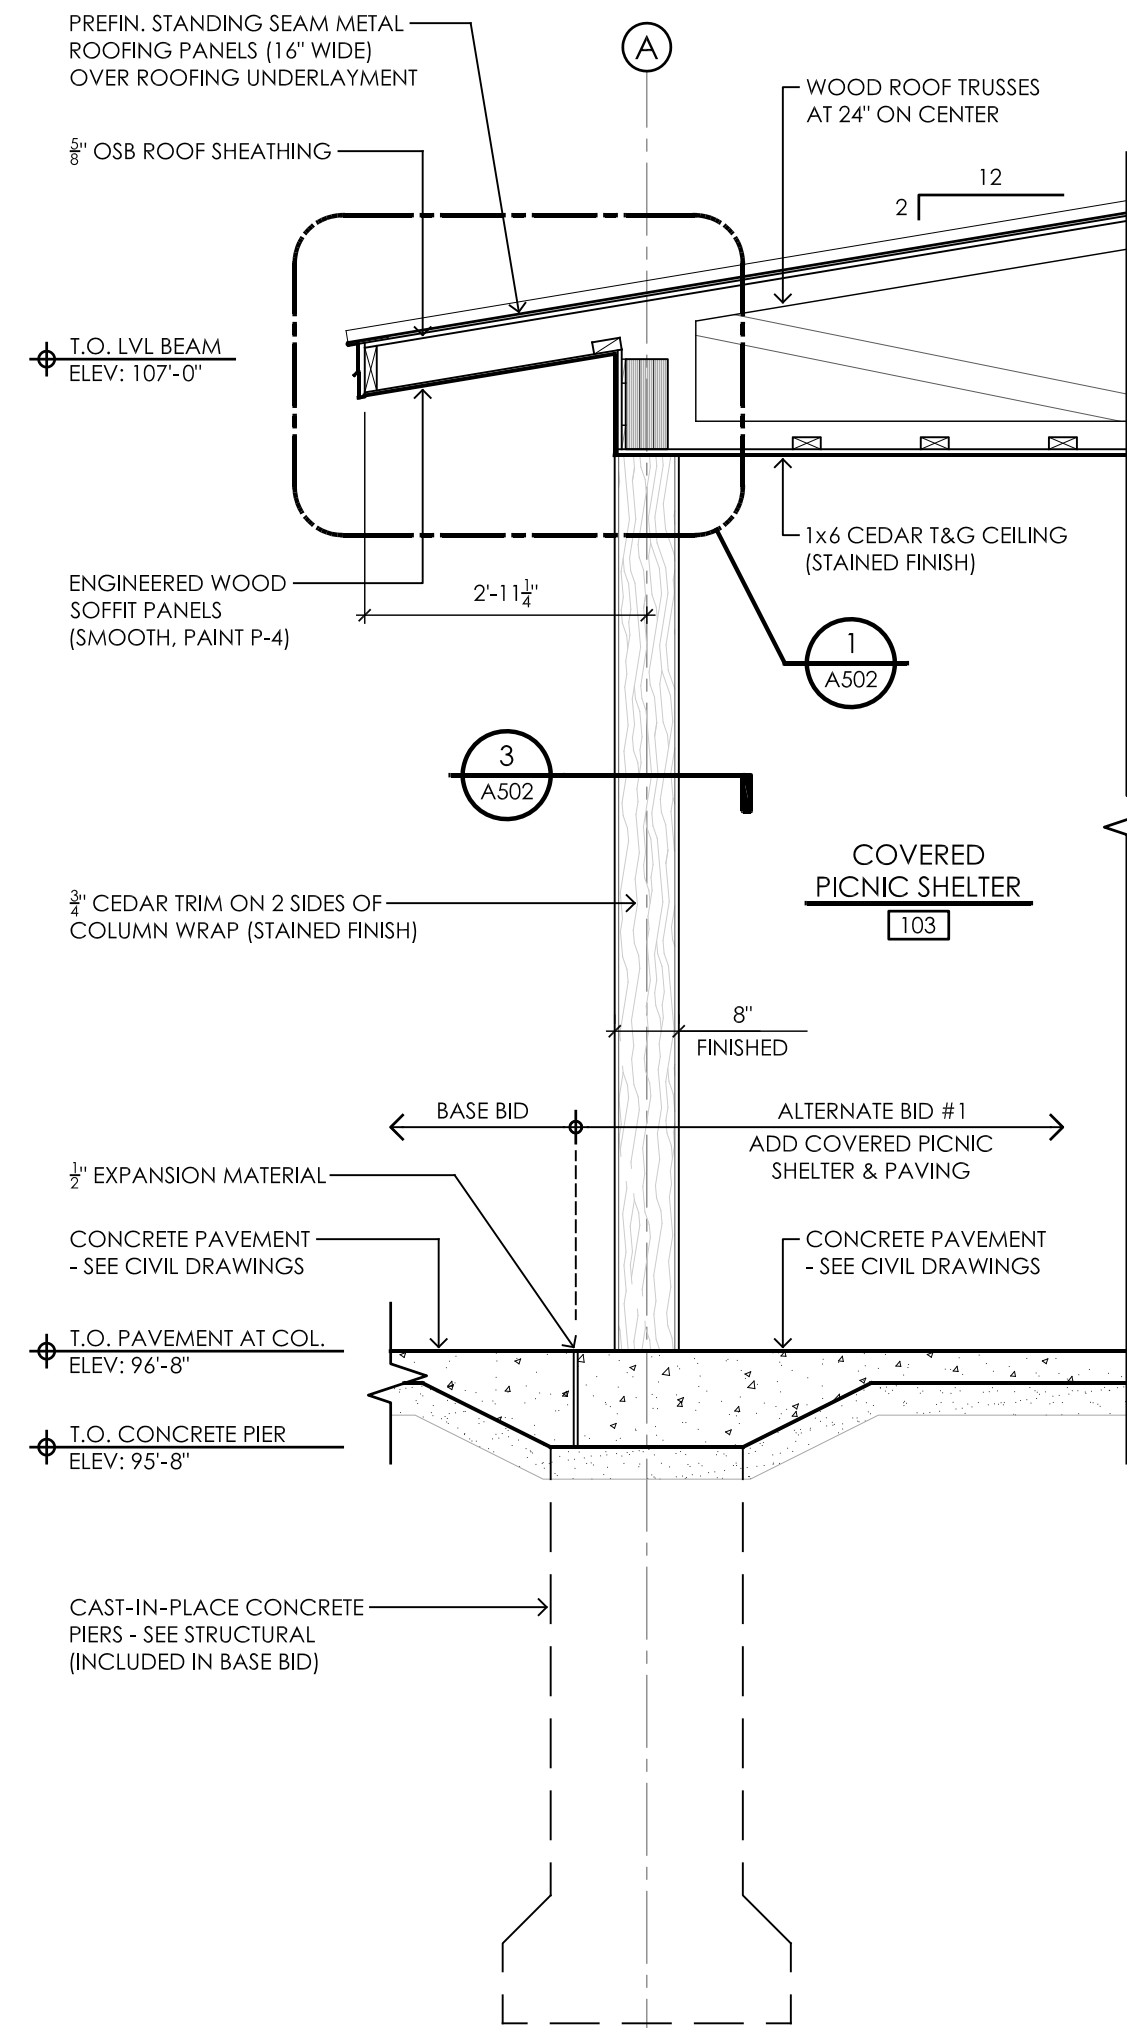 PREFIN. STANDING SEAM METAL
ROOFING PANELS (16" WIDE)
OVER ROOFING UNDERLAYMENT
A
WOOD ROOF TRUSSES
AT 24" ON CENTER
5/8" OSB ROOF SHEATHING
12
2
T.O. LVL BEAM
ELEV: 107'-0"
1x6 CEDAR T&G CEILING
(STAINED FINISH)
ENGINEERED WOOD
SOFFIT PANELS
(SMOOTH, PAINT P-4)
2'-11 1/4"
1
A502
3
A502
COVERED
PICNIC SHELTER
103
3/4" CEDAR TRIM ON 2 SIDES OF
COLUMN WRAP (STAINED FINISH)
8"
FINISHED
BASE BID
ALTERNATE BID #1
ADD COVERED PICNIC
SHELTER & PAVING
1/2" EXPANSION MATERIAL
CONCRETE PAVEMENT
- SEE CIVIL DRAWINGS
CONCRETE PAVEMENT
- SEE CIVIL DRAWINGS
T.O. PAVEMENT AT COL.
ELEV: 96'-8"
T.O. CONCRETE PIER
ELEV: 95'-8"
CAST-IN-PLACE CONCRETE
PIERS - SEE STRUCTURAL
(INCLUDED IN BASE BID)